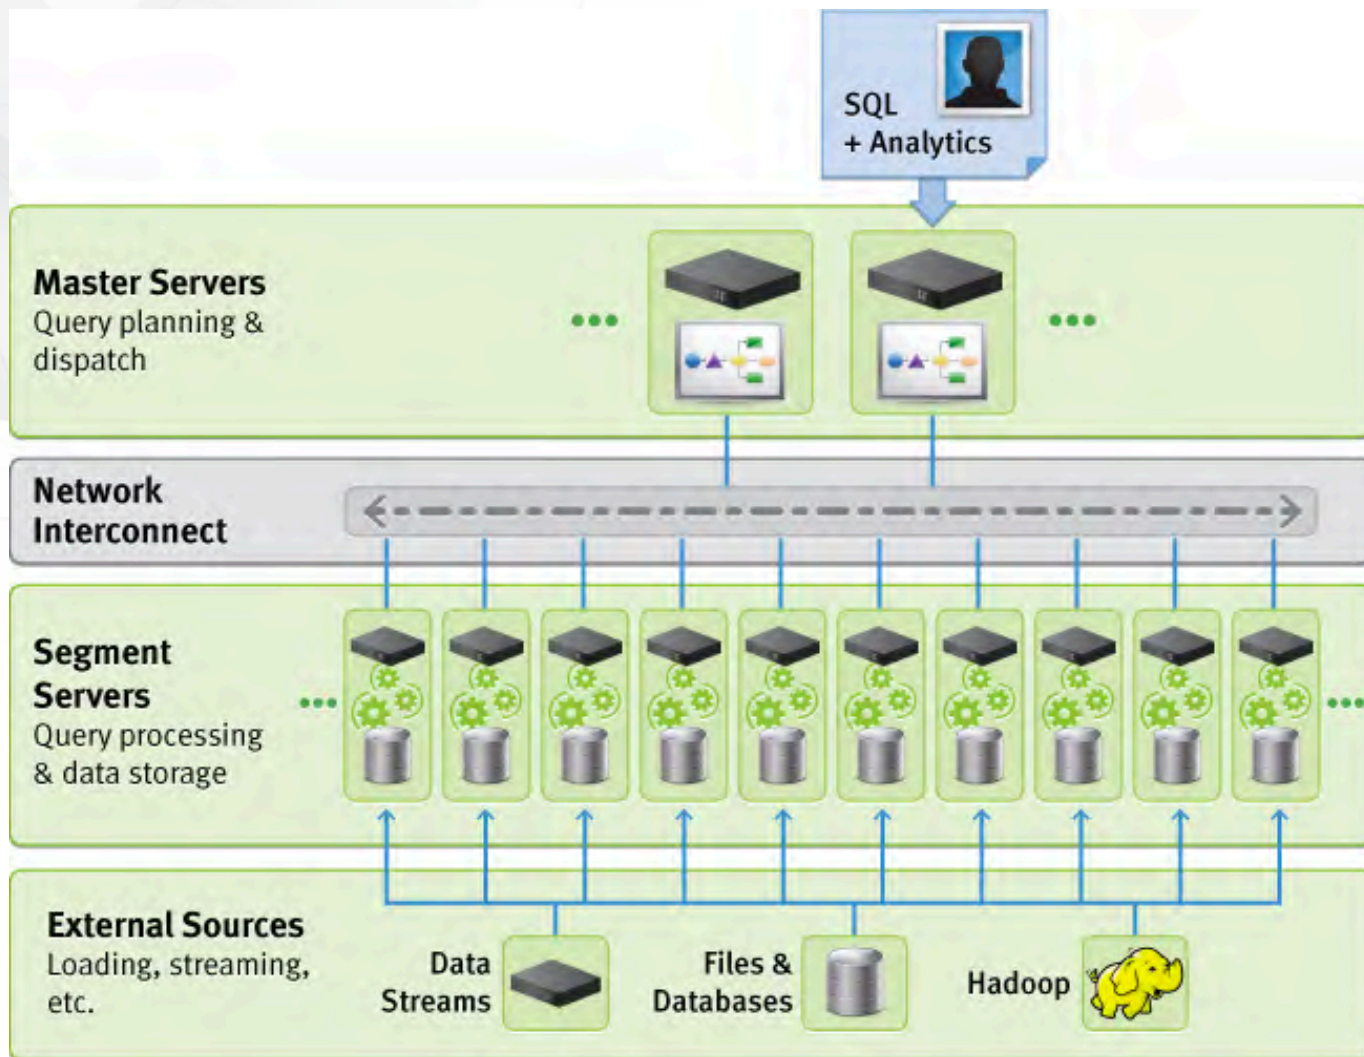 SQL
+ Analytics
Master Servers
Query planning &
dispatch
Network
Interconnect
Segment
Servers
Query processing
& data storage
External Sources
Loading, streaming,
etc.
Data
Streams
Files &
Databases
Hadoop